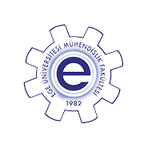 EGE ÜNİVERSİTESİ MÜHENDİSLİK FAKÜLTESİ
e
1982